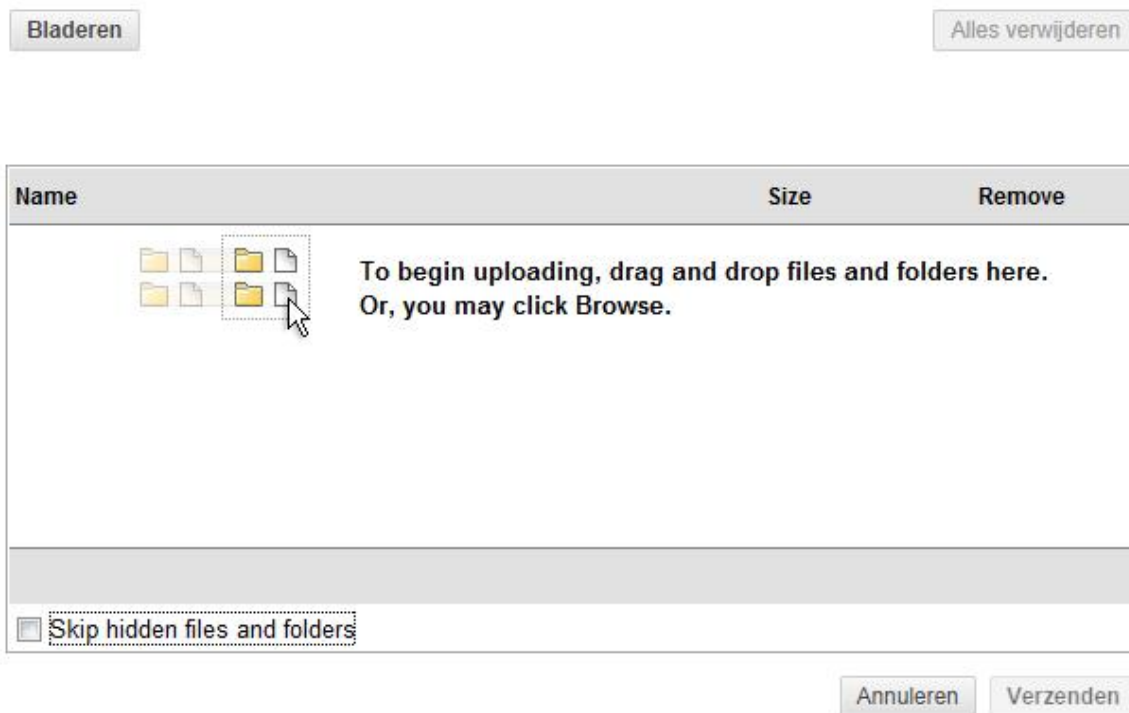 Bladeren
Alles verwijderen
Name Size Remove
To begin uploading, drag and drop files and folders here.
Or, you may click Browse.
Skip hidden files and folders
Annuleren Verzenden